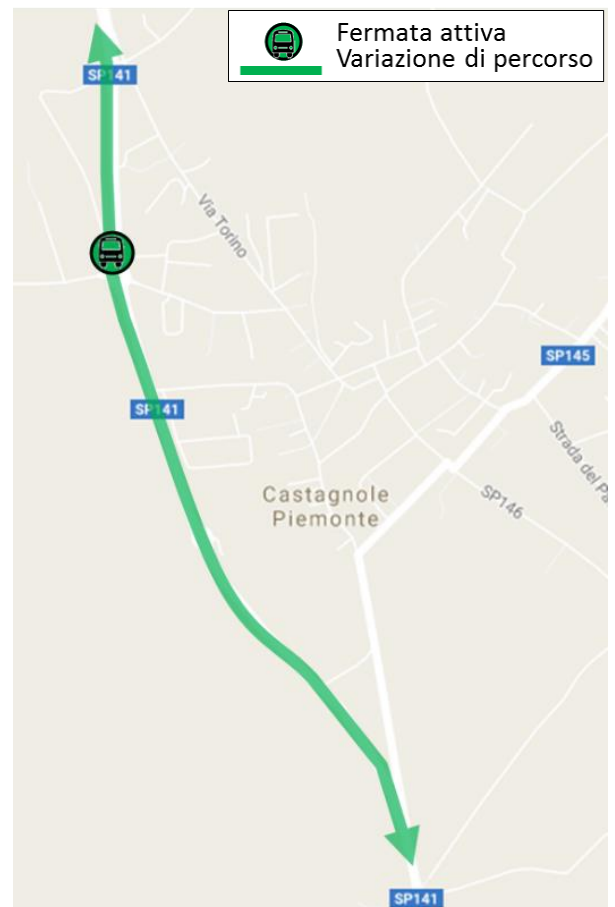 Fermata attiva
Variazione di percorso
SP141
Via Torino
SP145
SP141
Strada del Pa
Castagnole
Piemonte
SP146
SP141